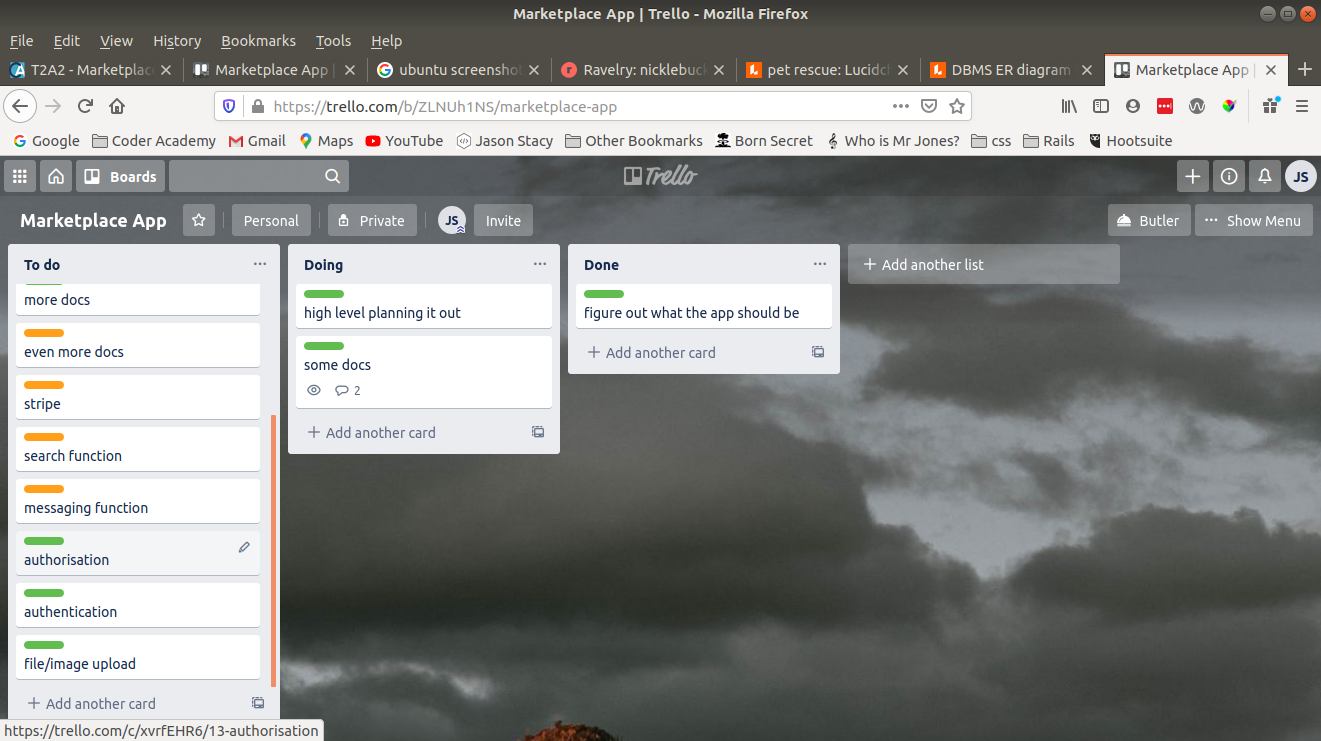 Marketplace App | Trello - Mozilla Firefox
File Edit View History Bookmarks Tools Help
T2A2 - Marketplac
Marketplace App |
ubuntu screenshot
Ravelry: nicklebuck
pet rescue: Lucidch
DBMS ER diagram
Marketplace App |
https://trello.com/b/ZLNUh1NS/marketplace-app
Google Coder Academy Gmail Maps YouTube Jason Stacy Other Bookmarks Born Secret Who is Mr Jones? css Rails Hootsuite
Boards
Trello
JS
Marketplace App Personal Private JS Invite Butler Show Menu
To do
more docs
even more docs
stripe
search function
messaging function
authorisation
authentication
file/image upload
+ Add another card
Doing
high level planning it out
some docs
2
+ Add another card
Done
figure out what the app should be
+ Add another card
+ Add another list
https://trello.com/c/xvrfEHR6/13-authorisation